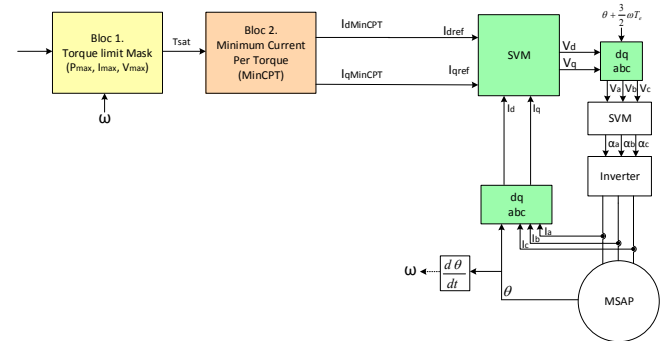 Bloc 1.
Torque limit Mask
(Pmax, Imax, Vmax)
ω
Tsat
Bloc 2.
Minimum Current
Per Torque
(MinCPT)
IdMinCPT
IqMinCPT
Idref
Iqref
SVM
Vd
Vq
θ + 3/2 ωTe
dq
abc
Va Vb Vc
SVM
αa αb αc
Inverter
Id
Iq
dq
abc
Ia
Ib
Ic
ω
dθ/dt
θ
MSAP